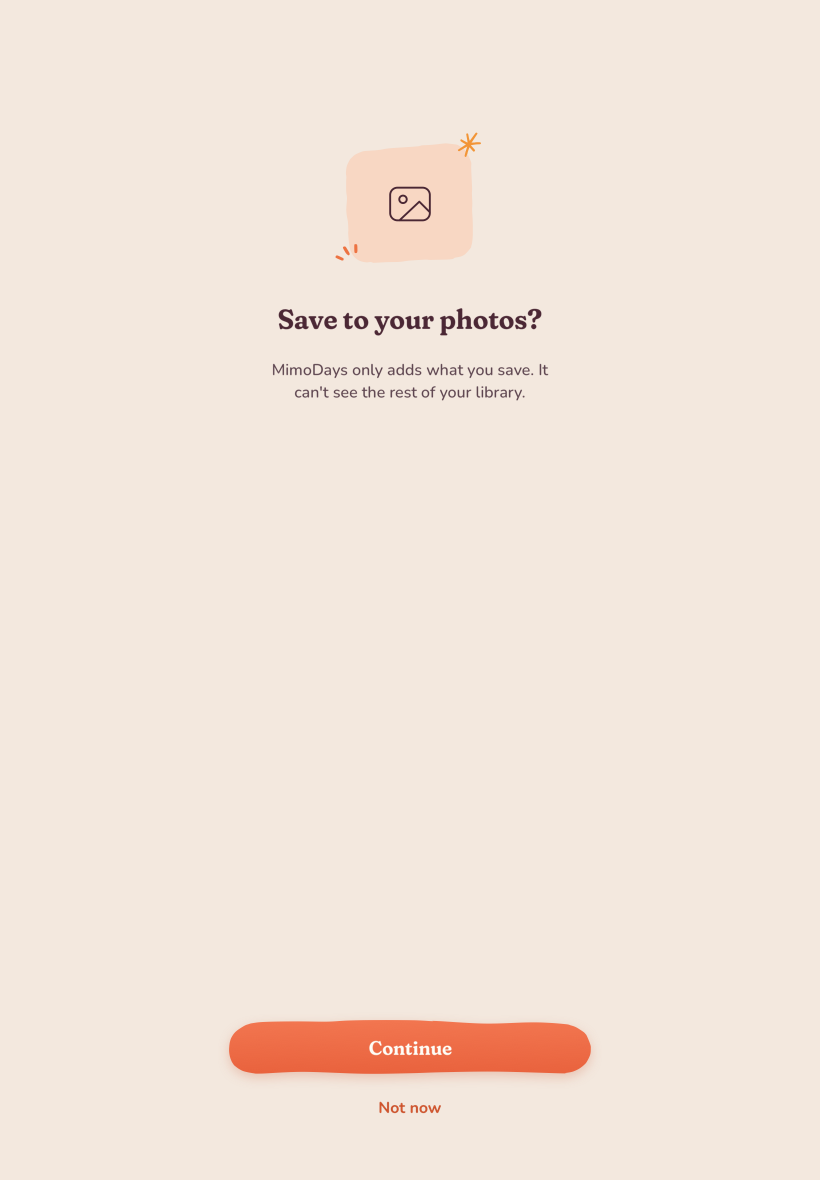 Save to your photos?
MimoDays only adds what you save. It
can't see the rest of your library.
Continue
Not now